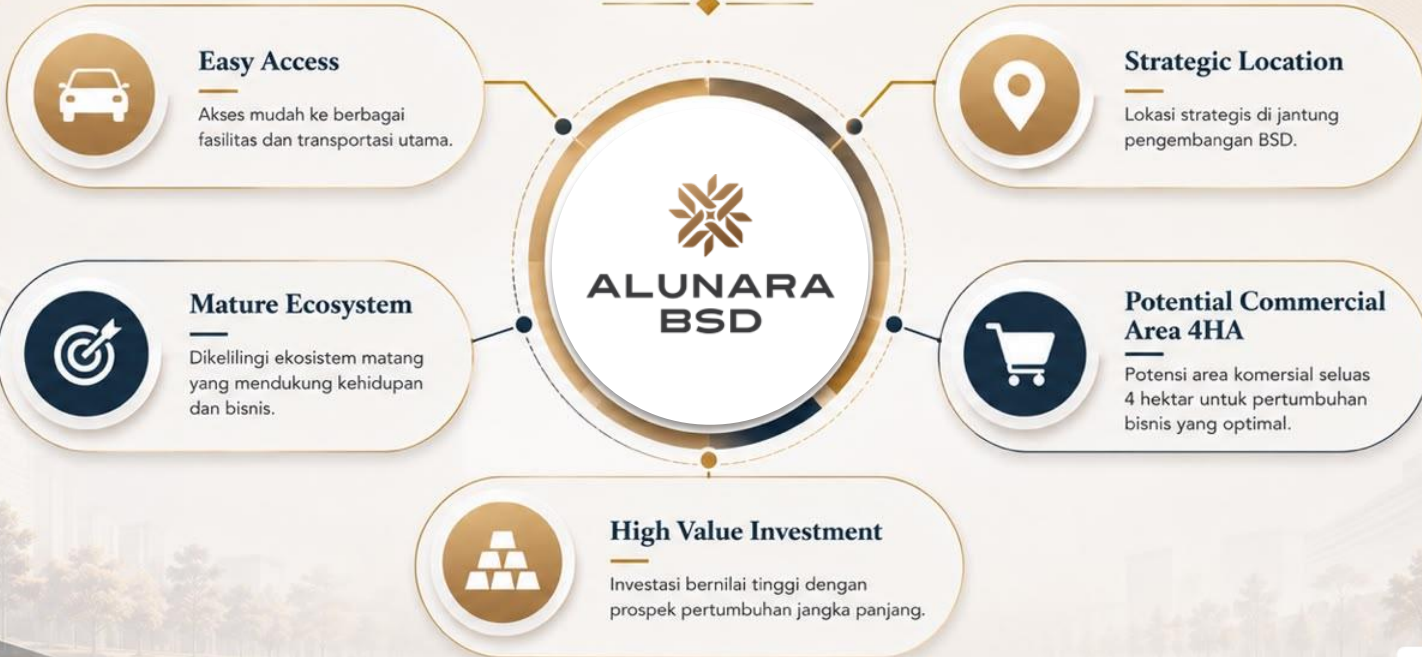 Easy Access
Akses mudah ke berbagai
fasilitas dan transportasi utama.
Strategic Location
Lokasi strategis di jantung
pengembangan BSD.
ALUNARA
BSD
Mature Ecosystem
Dikelilingi ekosistem matang
yang mendukung kehidupan
dan bisnis.
Potential Commercial
Area 4HA
Potensi area komersial seluas
4 hektar untuk pertumbuhan
bisnis yang optimal.
High Value Investment
Investasi bernilai tinggi dengan
prospek pertumbuhan jangka panjang.